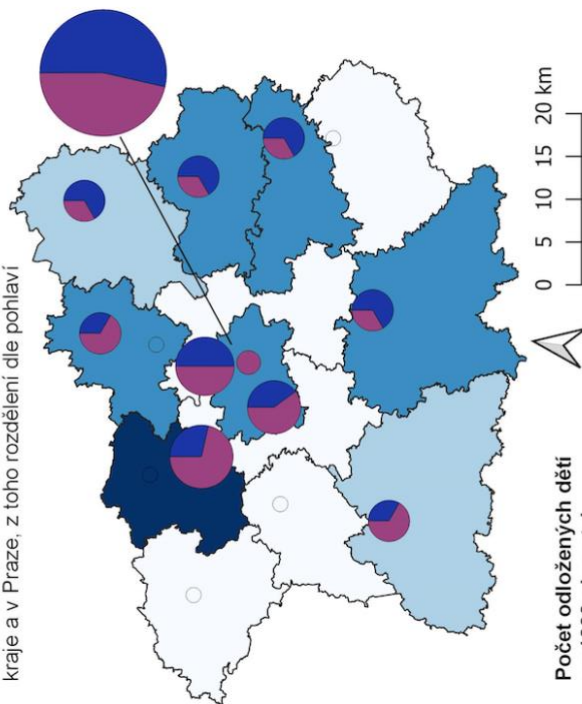 kraje a v Praze, z toho rozdělení dle pohlaví
0 5 10 15 20 km
Počet odložených dětí